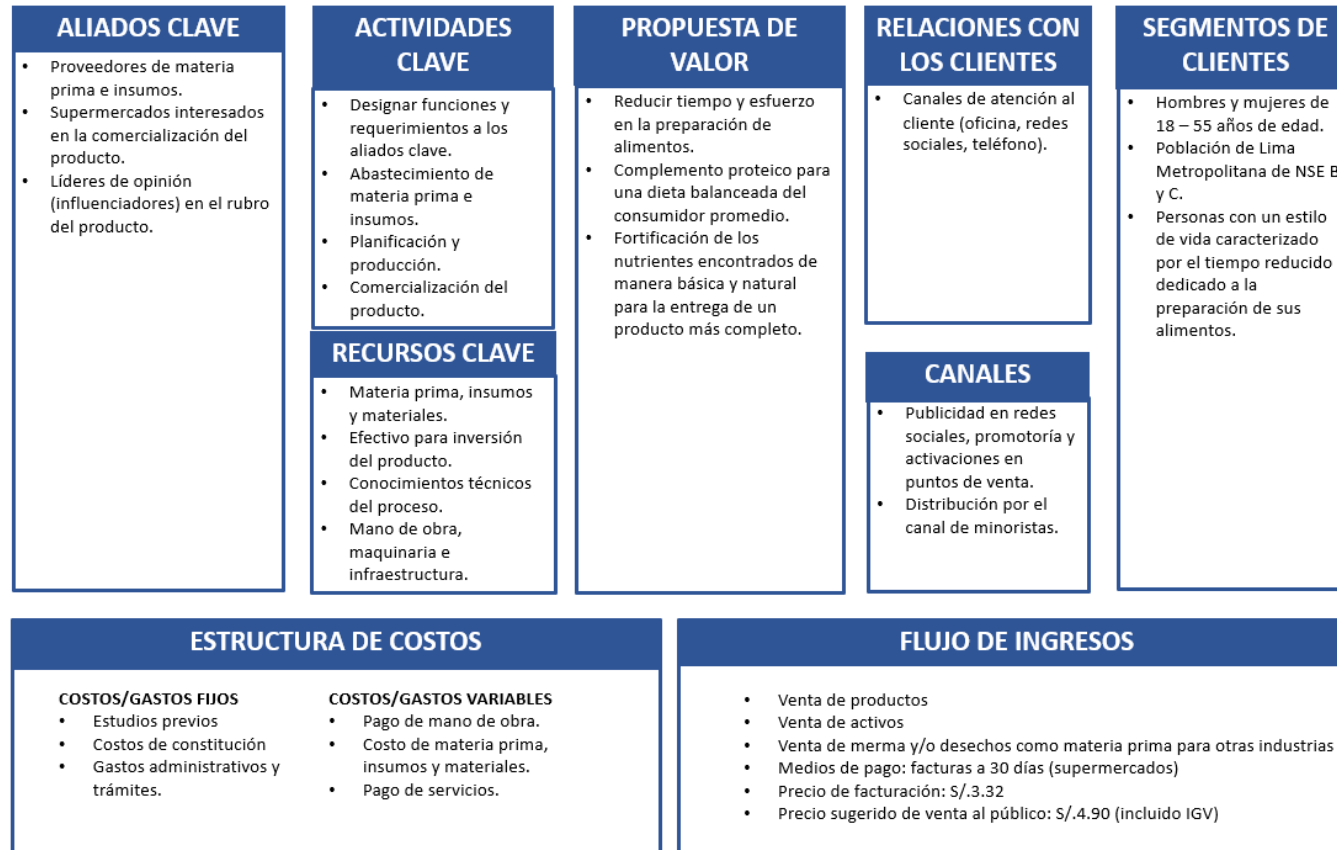 ALIADOS CLAVE
• Proveedores de materia
prima e insumos.
• Supermercados interesados
en la comercialización del
producto.
• Líderes de opinión
(influenciadores) en el rubro
del producto.
ACTIVIDADES
CLAVE
• Designar funciones y
requerimientos a los
aliados clave.
• Abastecimiento de
materia prima e
insumos.
• Planificación y
producción.
• Comercialización del
producto.
RECURSOS CLAVE
• Materia prima, insumos
y materiales.
• Efectivo para inversión
del producto.
• Conocimientos técnicos
del proceso.
• Mano de obra,
maquinaria e
infraestructura.
PROPUESTA DE
VALOR
• Reducir tiempo y esfuerzo
en la preparación de
alimentos.
• Complemento proteico para
una dieta balanceada del
consumidor promedio.
• Fortificación de los
nutrientes encontrados de
manera básica y natural
para la entrega de un
producto más completo.
RELACIONES CON
LOS CLIENTES
• Canales de atención al
cliente (oficina, redes
sociales, teléfono).
CANALES
• Publicidad en redes
sociales, promotoría y
activaciones en
puntos de venta.
• Distribución por el
canal de minoristas.
SEGMENTOS DE
CLIENTES
• Hombres y mujeres de
18 – 55 años de edad.
• Población de Lima
Metropolitana de NSE B
y C.
• Personas con un estilo
de vida caracterizado
por el tiempo reducido
dedicado a la
preparación de sus
alimentos.
ESTRUCTURA DE COSTOS
COSTOS/GASTOS FIJOS
• Estudios previos
• Costos de constitución
• Gastos administrativos y
trámites.
COSTOS/GASTOS VARIABLES
• Pago de mano de obra.
• Costo de materia prima,
insumos y materiales.
• Pago de servicios.
FLUJO DE INGRESOS
• Venta de productos
• Venta de activos
• Venta de merma y/o desechos como materia prima para otras industrias
• Medios de pago: facturas a 30 días (supermercados)
• Precio de facturación: S/.3.32
• Precio sugerido de venta al público: S/.4.90 (incluido IGV)